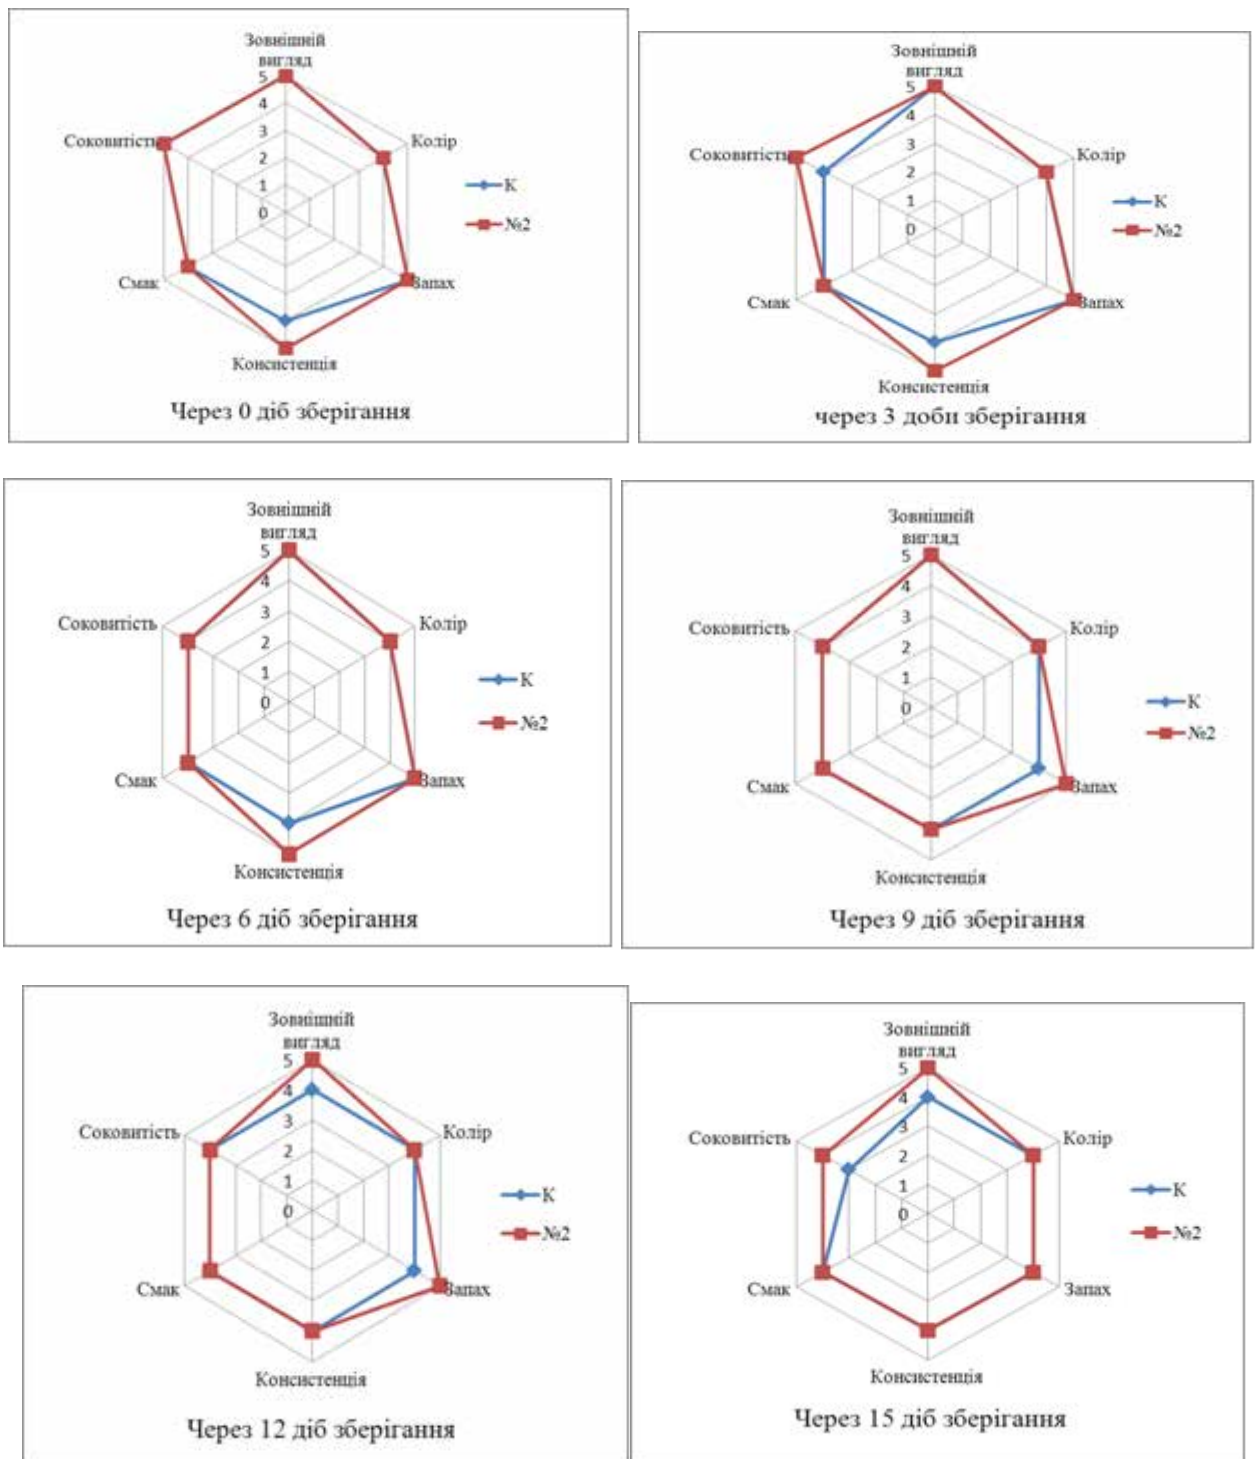 Зовнішній
вигляд
5
4
3
2
1
0
Колір
Запах
Консистенція
Смак
Соковитість
К
№2
Через 0 діб зберігання
Зовнішній
вигляд
5
4
3
2
1
0
Колір
Запах
Консистенція
Смак
Соковитість
К
№2
через 3 доби зберігання
Зовнішній
вигляд
5
4
3
2
1
0
Колір
Запах
Консистенція
Смак
Соковитість
К
№2
Через 6 діб зберігання
Зовнішній
вигляд
5
4
3
2
1
0
Колір
Запах
Консистенція
Смак
Соковитість
К
№2
Через 9 діб зберігання
Зовнішній
вигляд
5
4
3
2
1
0
Колір
Запах
Консистенція
Смак
Соковитість
К
№2
Через 12 діб зберігання
Зовнішній
вигляд
5
4
3
2
1
0
Колір
Запах
Консистенція
Смак
Соковитість
К
№2
Через 15 діб зберігання